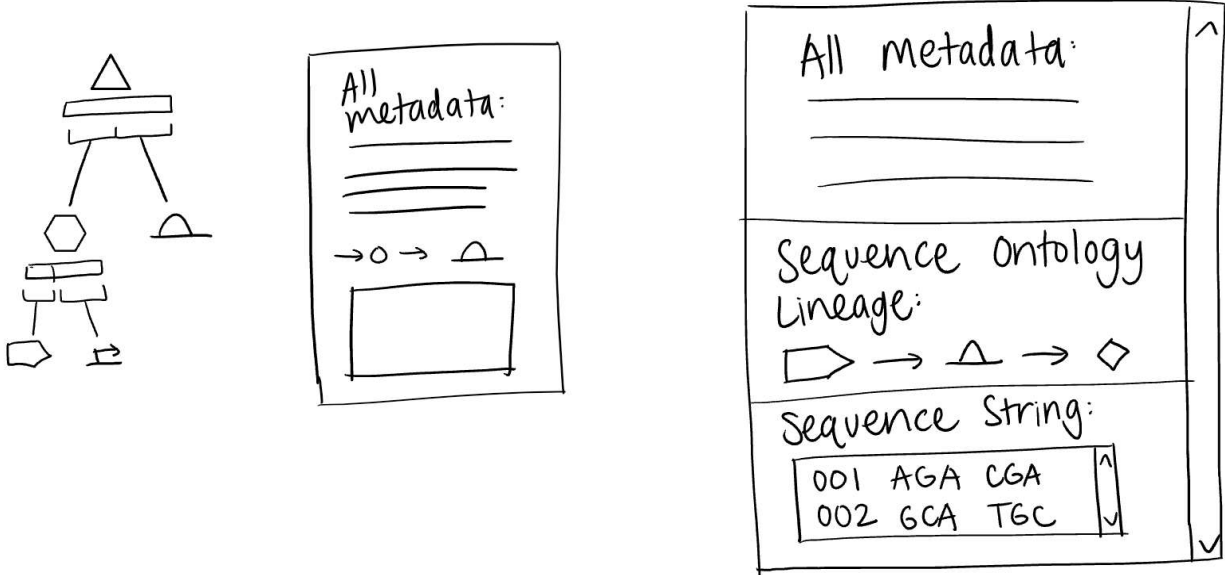 All
metadata:
All metadata:
Sequence Ontology
Lineage:
Sequence String:
001 AGA CGA
002 GCA TGC